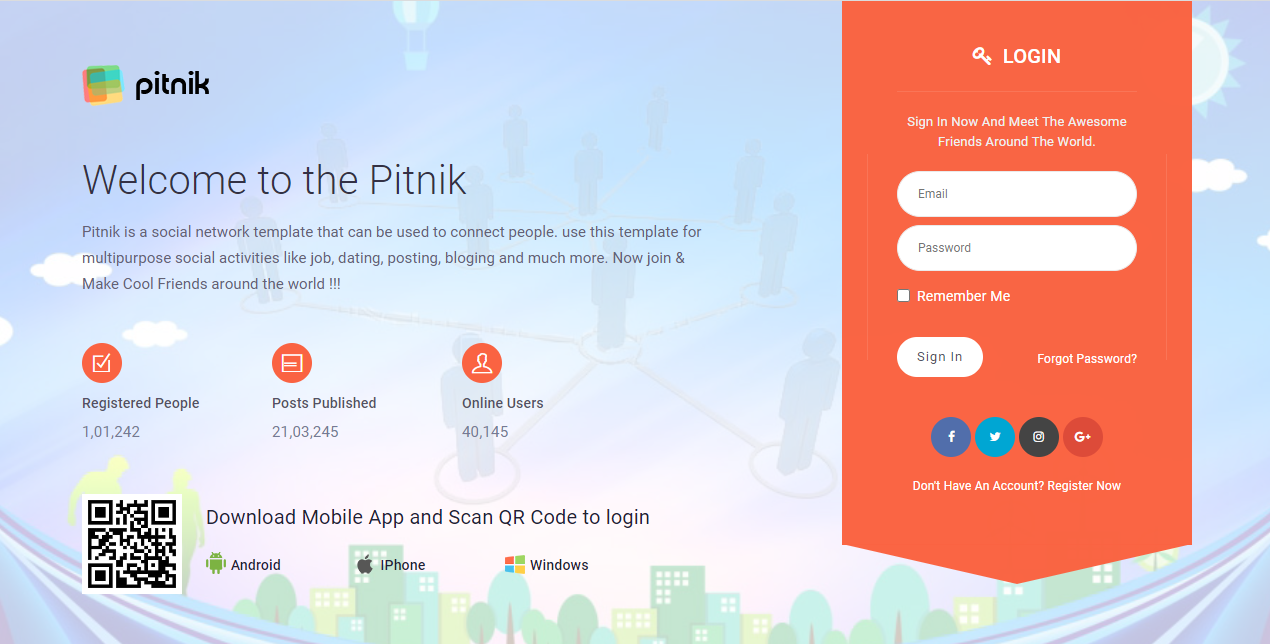 pitnik
Welcome to the Pitnik
Pitnik is a social network template that can be used to connect people. use this template for
multipurpose social activities like job, dating, posting, bloging and much more. Now join &
Make Cool Friends around the world !!!
Registered People
1,01,242
Posts Published
21,03,245
Online Users
40,145
Download Mobile App and Scan QR Code to login
Android
IPhone
Windows
LOGIN
Sign In Now And Meet The Awesome
Friends Around The World.
Email
Password
Remember Me
Sign In
Forgot Password?
f
G+
Don't Have An Account? Register Now